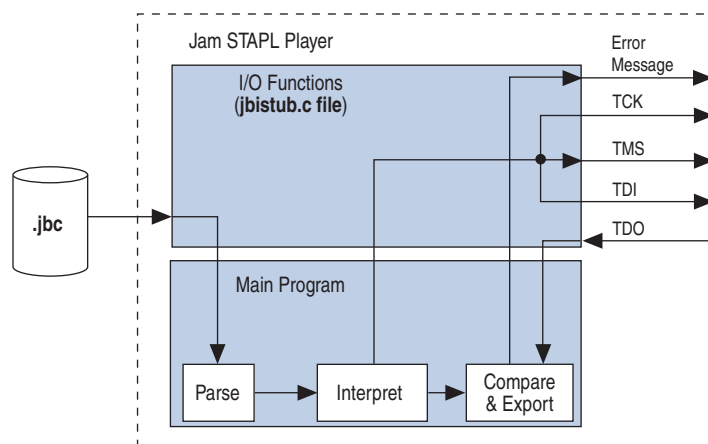 Jam STAPL Player
Error
Message
I/O Functions
(jbistub.c file)
TCK
TMS
TDI
TDO
.jbc
Main Program
Parse
Interpret
Compare
& Export